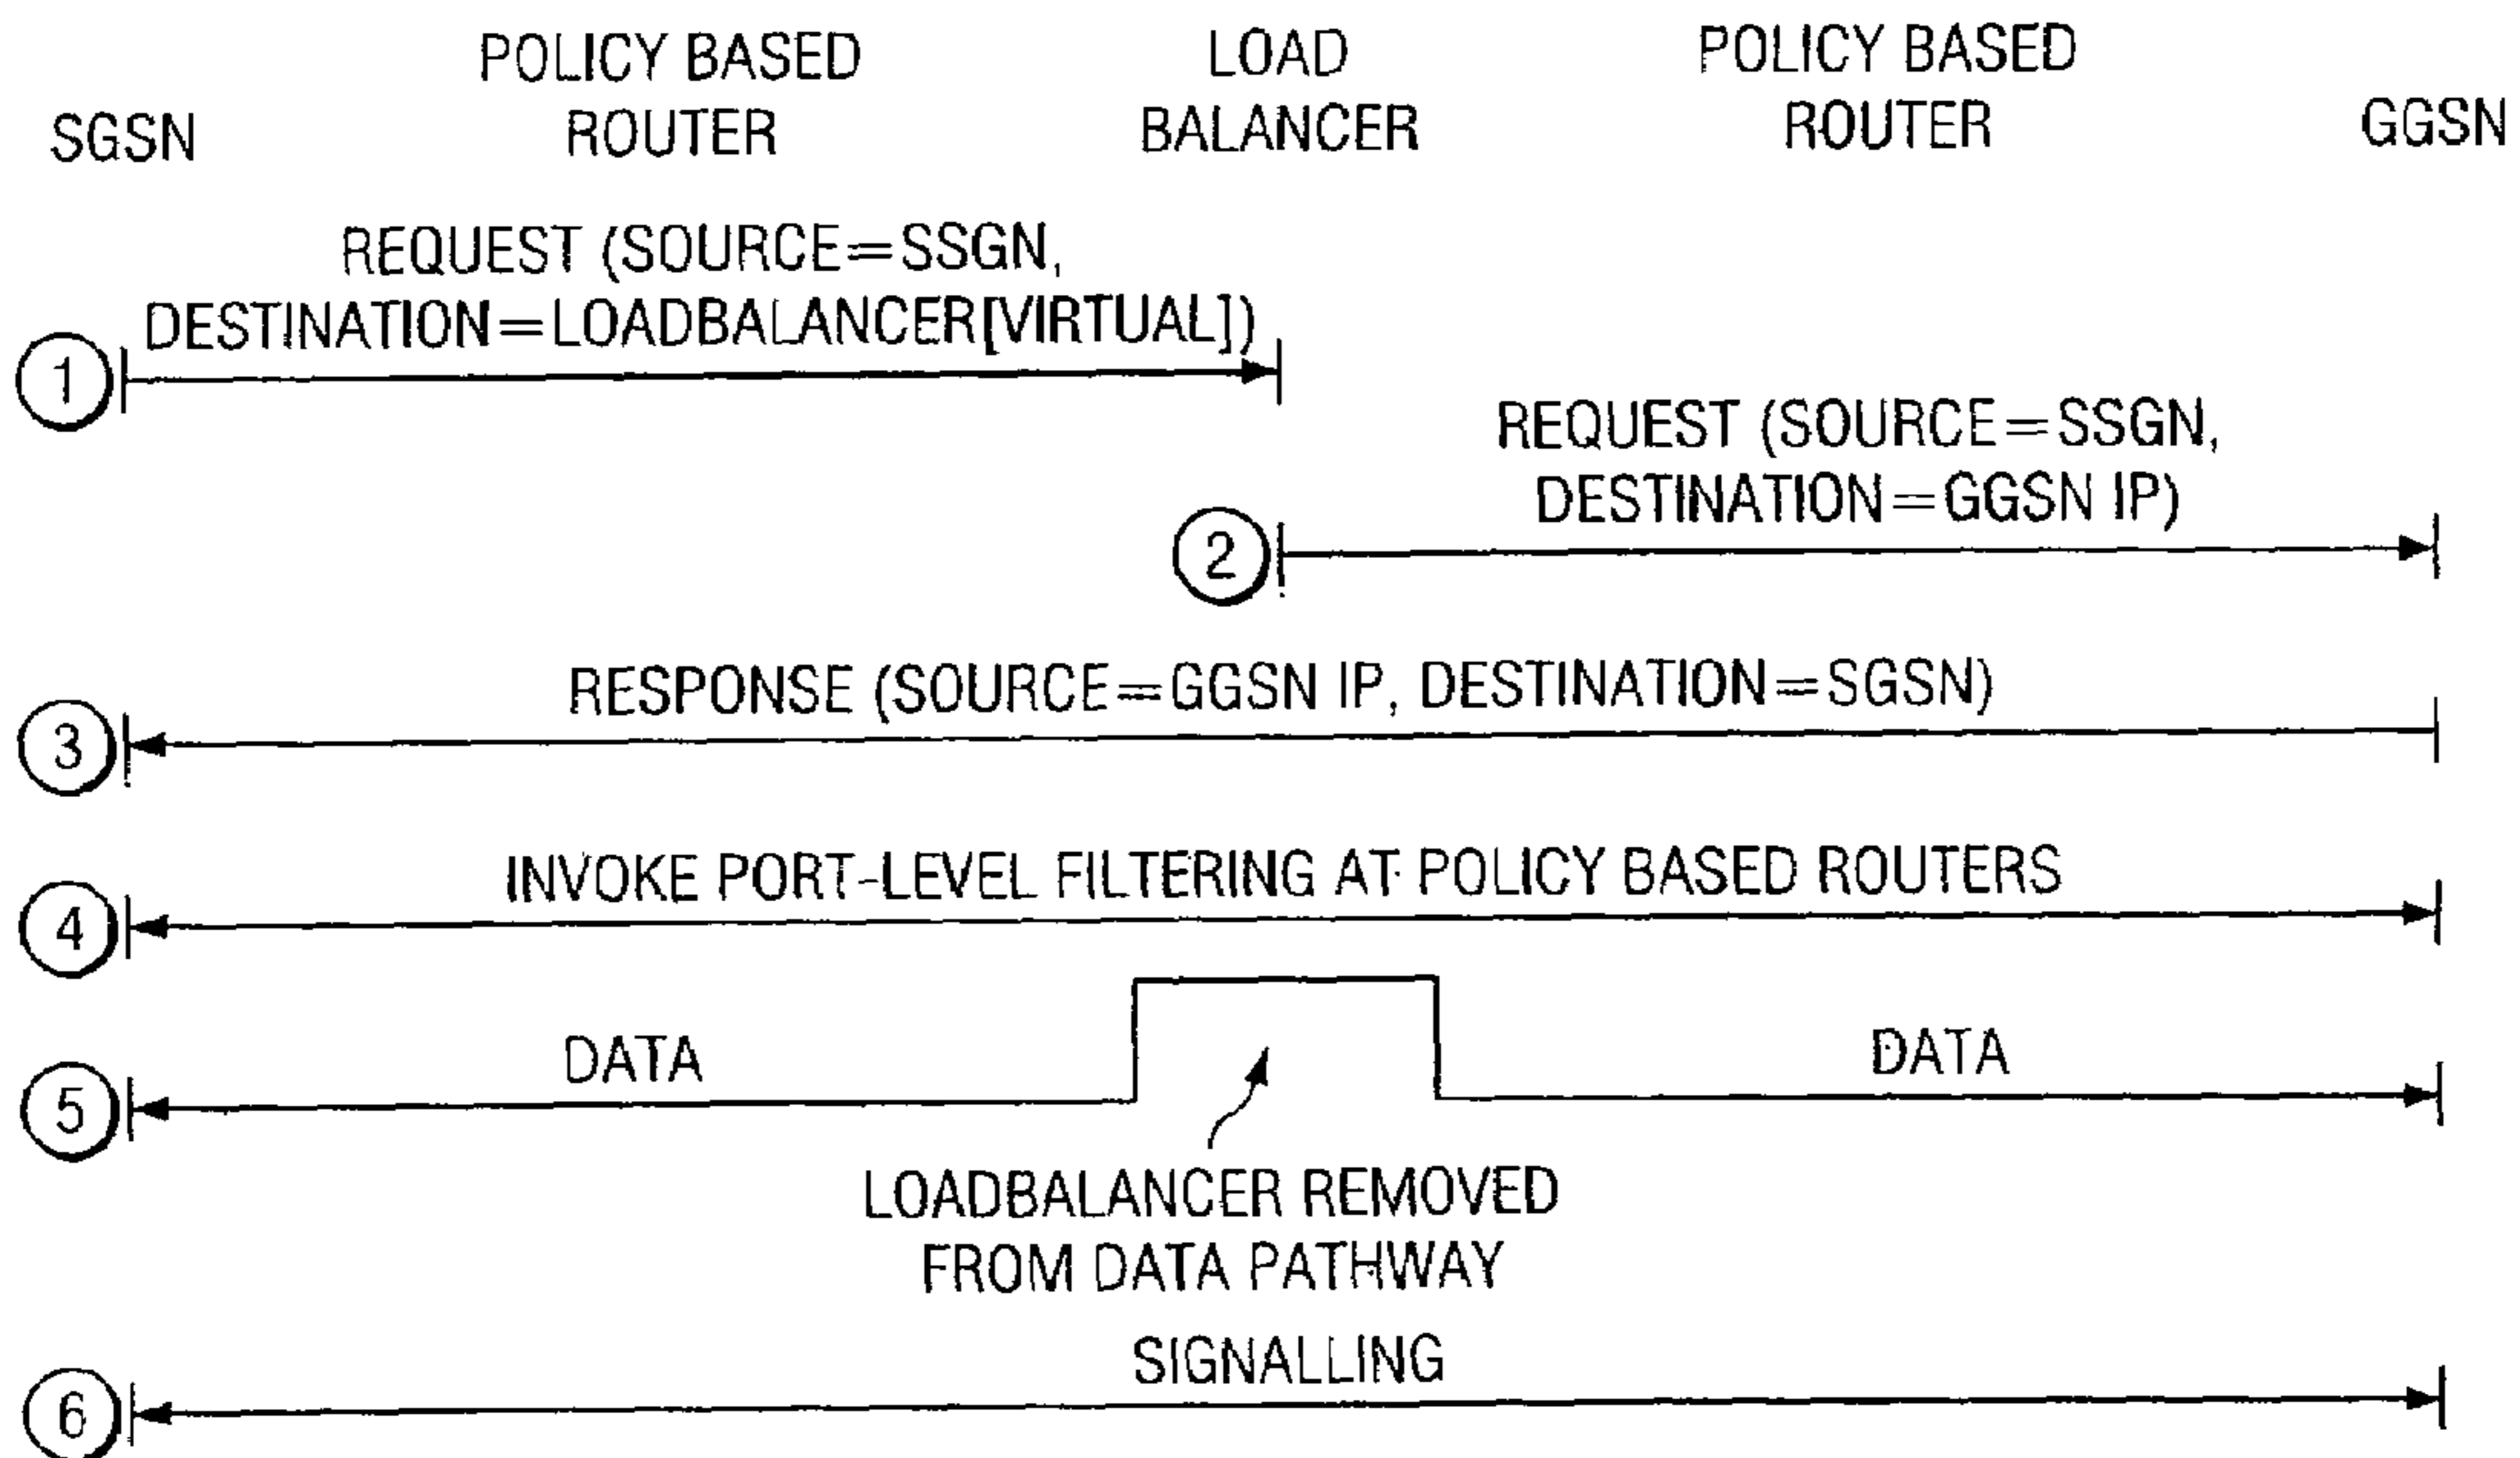 POLICY BASED
ROUTER
LOAD
BALANCER
POLICY BASED
ROUTER
SGSN
GGSN
REQUEST (SOURCE=SSGN,
DESTINATION=LOADBALANCER[VIRTUAL])
1
REQUEST (SOURCE=SSGN,
DESTINATION=GGSN IP)
2
RESPONSE (SOURCE=GGSN IP, DESTINATION=SGSN)
3
INVOKE PORT-LEVEL FILTERING AT POLICY BASED ROUTERS
4
DATA
DATA
5
LOADBALANCER REMOVED
FROM DATA PATHWAY
SIGNALLING
6